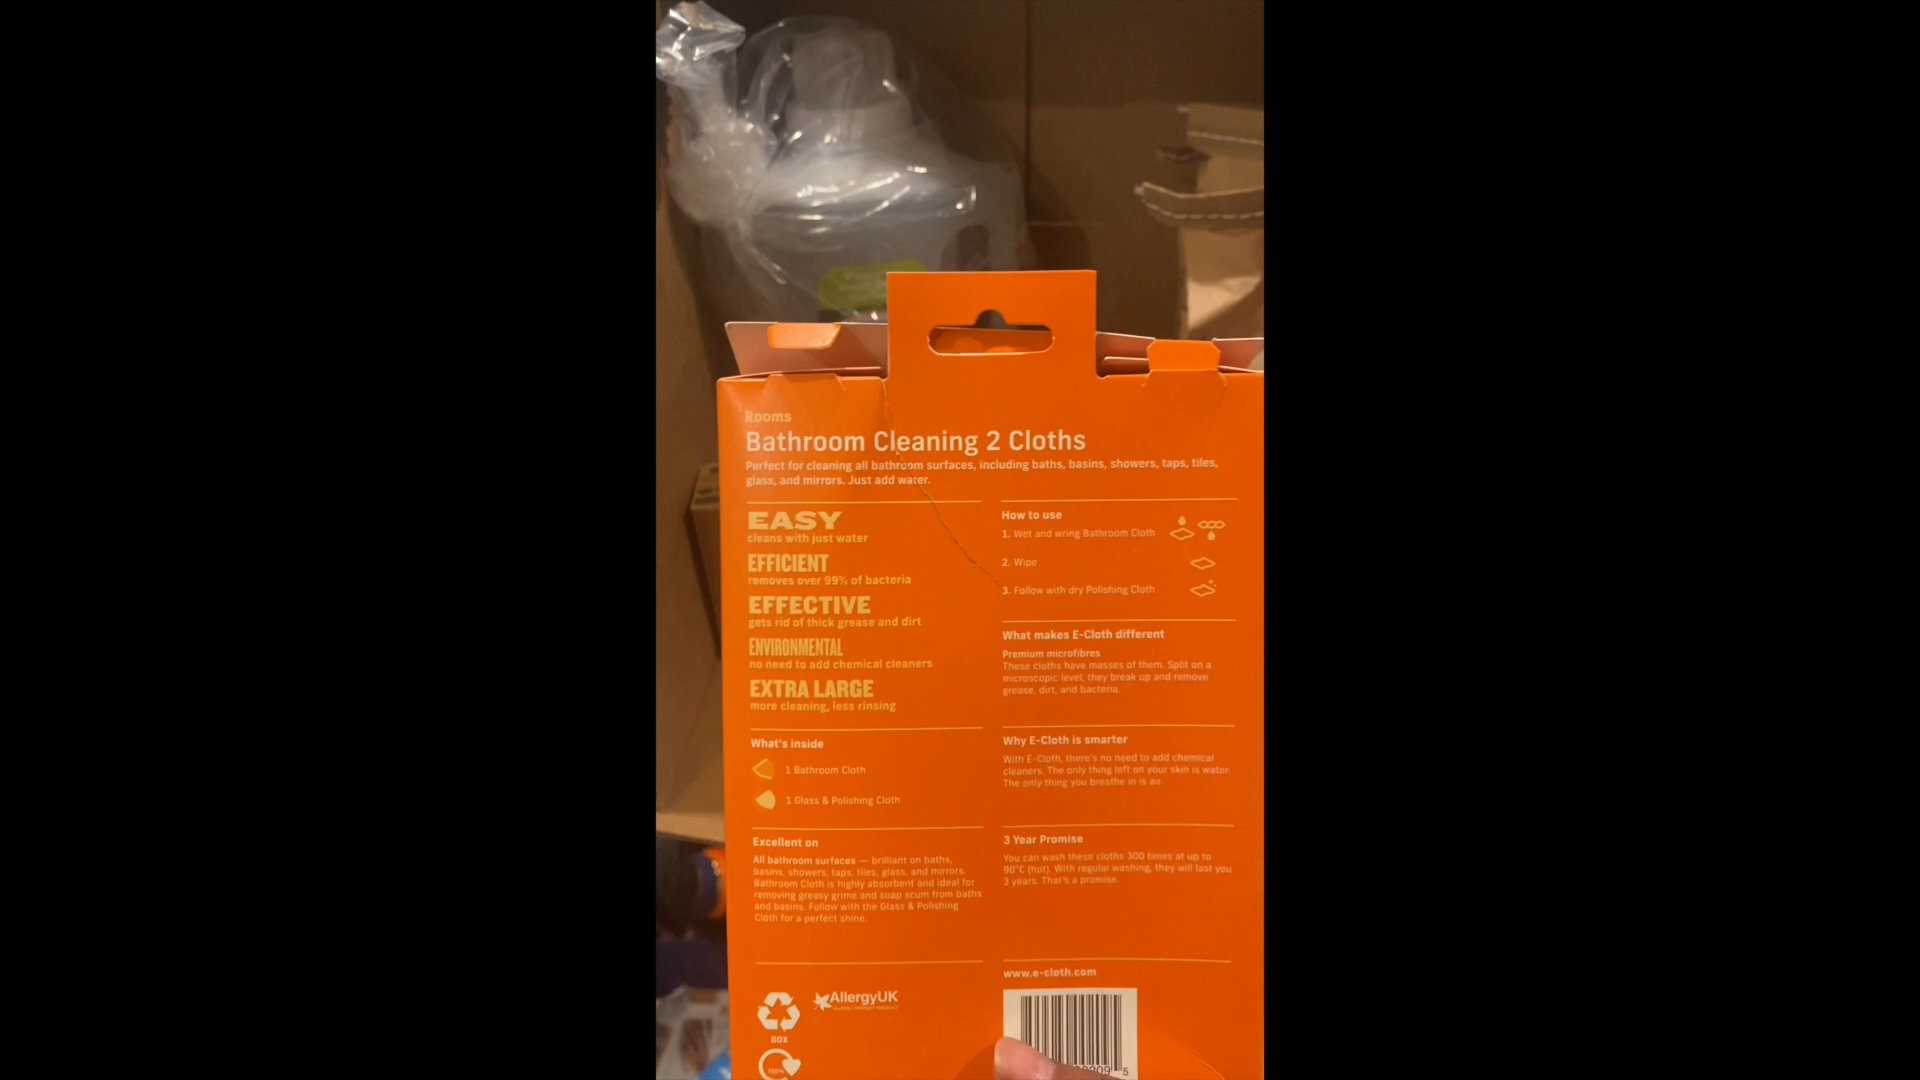 Rooms
Bathroom Cleaning 2 Cloths
Perfect for cleaning all bathroom surfaces, including baths, basins, showers, taps, tiles,
glass, and mirrors. Just add water.
EASY
cleans with just water
EFFICIENT
removes over 99% of bacteria
EFFECTIVE
gets rid of thick grease and dirt
ENVIRONMENTAL
no need to add chemical cleaners
EXTRA LARGE
more cleaning, less rinsing
What's inside
1 Bathroom Cloth
1 Glass & Polishing Cloth
Excellent on
All bathroom surfaces — brilliant on baths,
basins, showers, taps, tiles, glass, and mirrors.
Bathroom Cloth is highly absorbent and ideal for
removing greasy grime and soap scum from baths
and basins. Follow with the Glass & Polishing
Cloth for a perfect shine.
BOX
AllergyUK
How to use
1. Wet and wring Bathroom Cloth
2. Wipe
3. Follow with dry Polishing Cloth
What makes E-Cloth different
Premium microfibres
These cloths have masses of them. Split on a
microscopic level, they break up and remove
grease, dirt, and bacteria.
Why E-Cloth is smarter
With E-Cloth, there's no need to add chemical
cleaners. The only thing left on your skin is water.
The only thing you breathe in is air.
3 Year Promise
You can wash these cloths 300 times at up to
90°C (hot). With regular washing, they will last you
3 years. That's a promise.
www.e-cloth.com